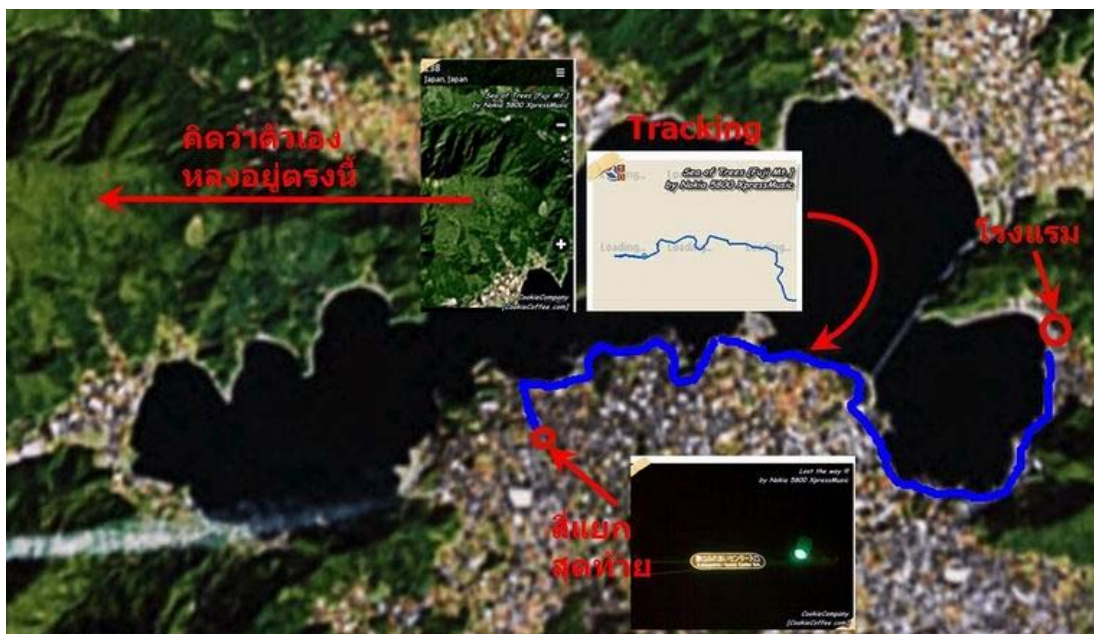 คิดว่าตัวเอง
หลงอยู่ตรงนี้
Japan, Japan
Sea of Trees [Fuji Mt.]
by Nokia 5800 XpressMusic
CookieCompany
[CookieCoffee.com]
Tracking
Sea of Trees [Fuji Mt.]
by Nokia 5800 XpressMusic
Loading...
Loading...
Loading...
โรงแรม
สี่แยก
สุดท้าย
Lost the way !!
by Nokia 5800 XpressMusic
CookieCompany
[CookieCoffee.com]